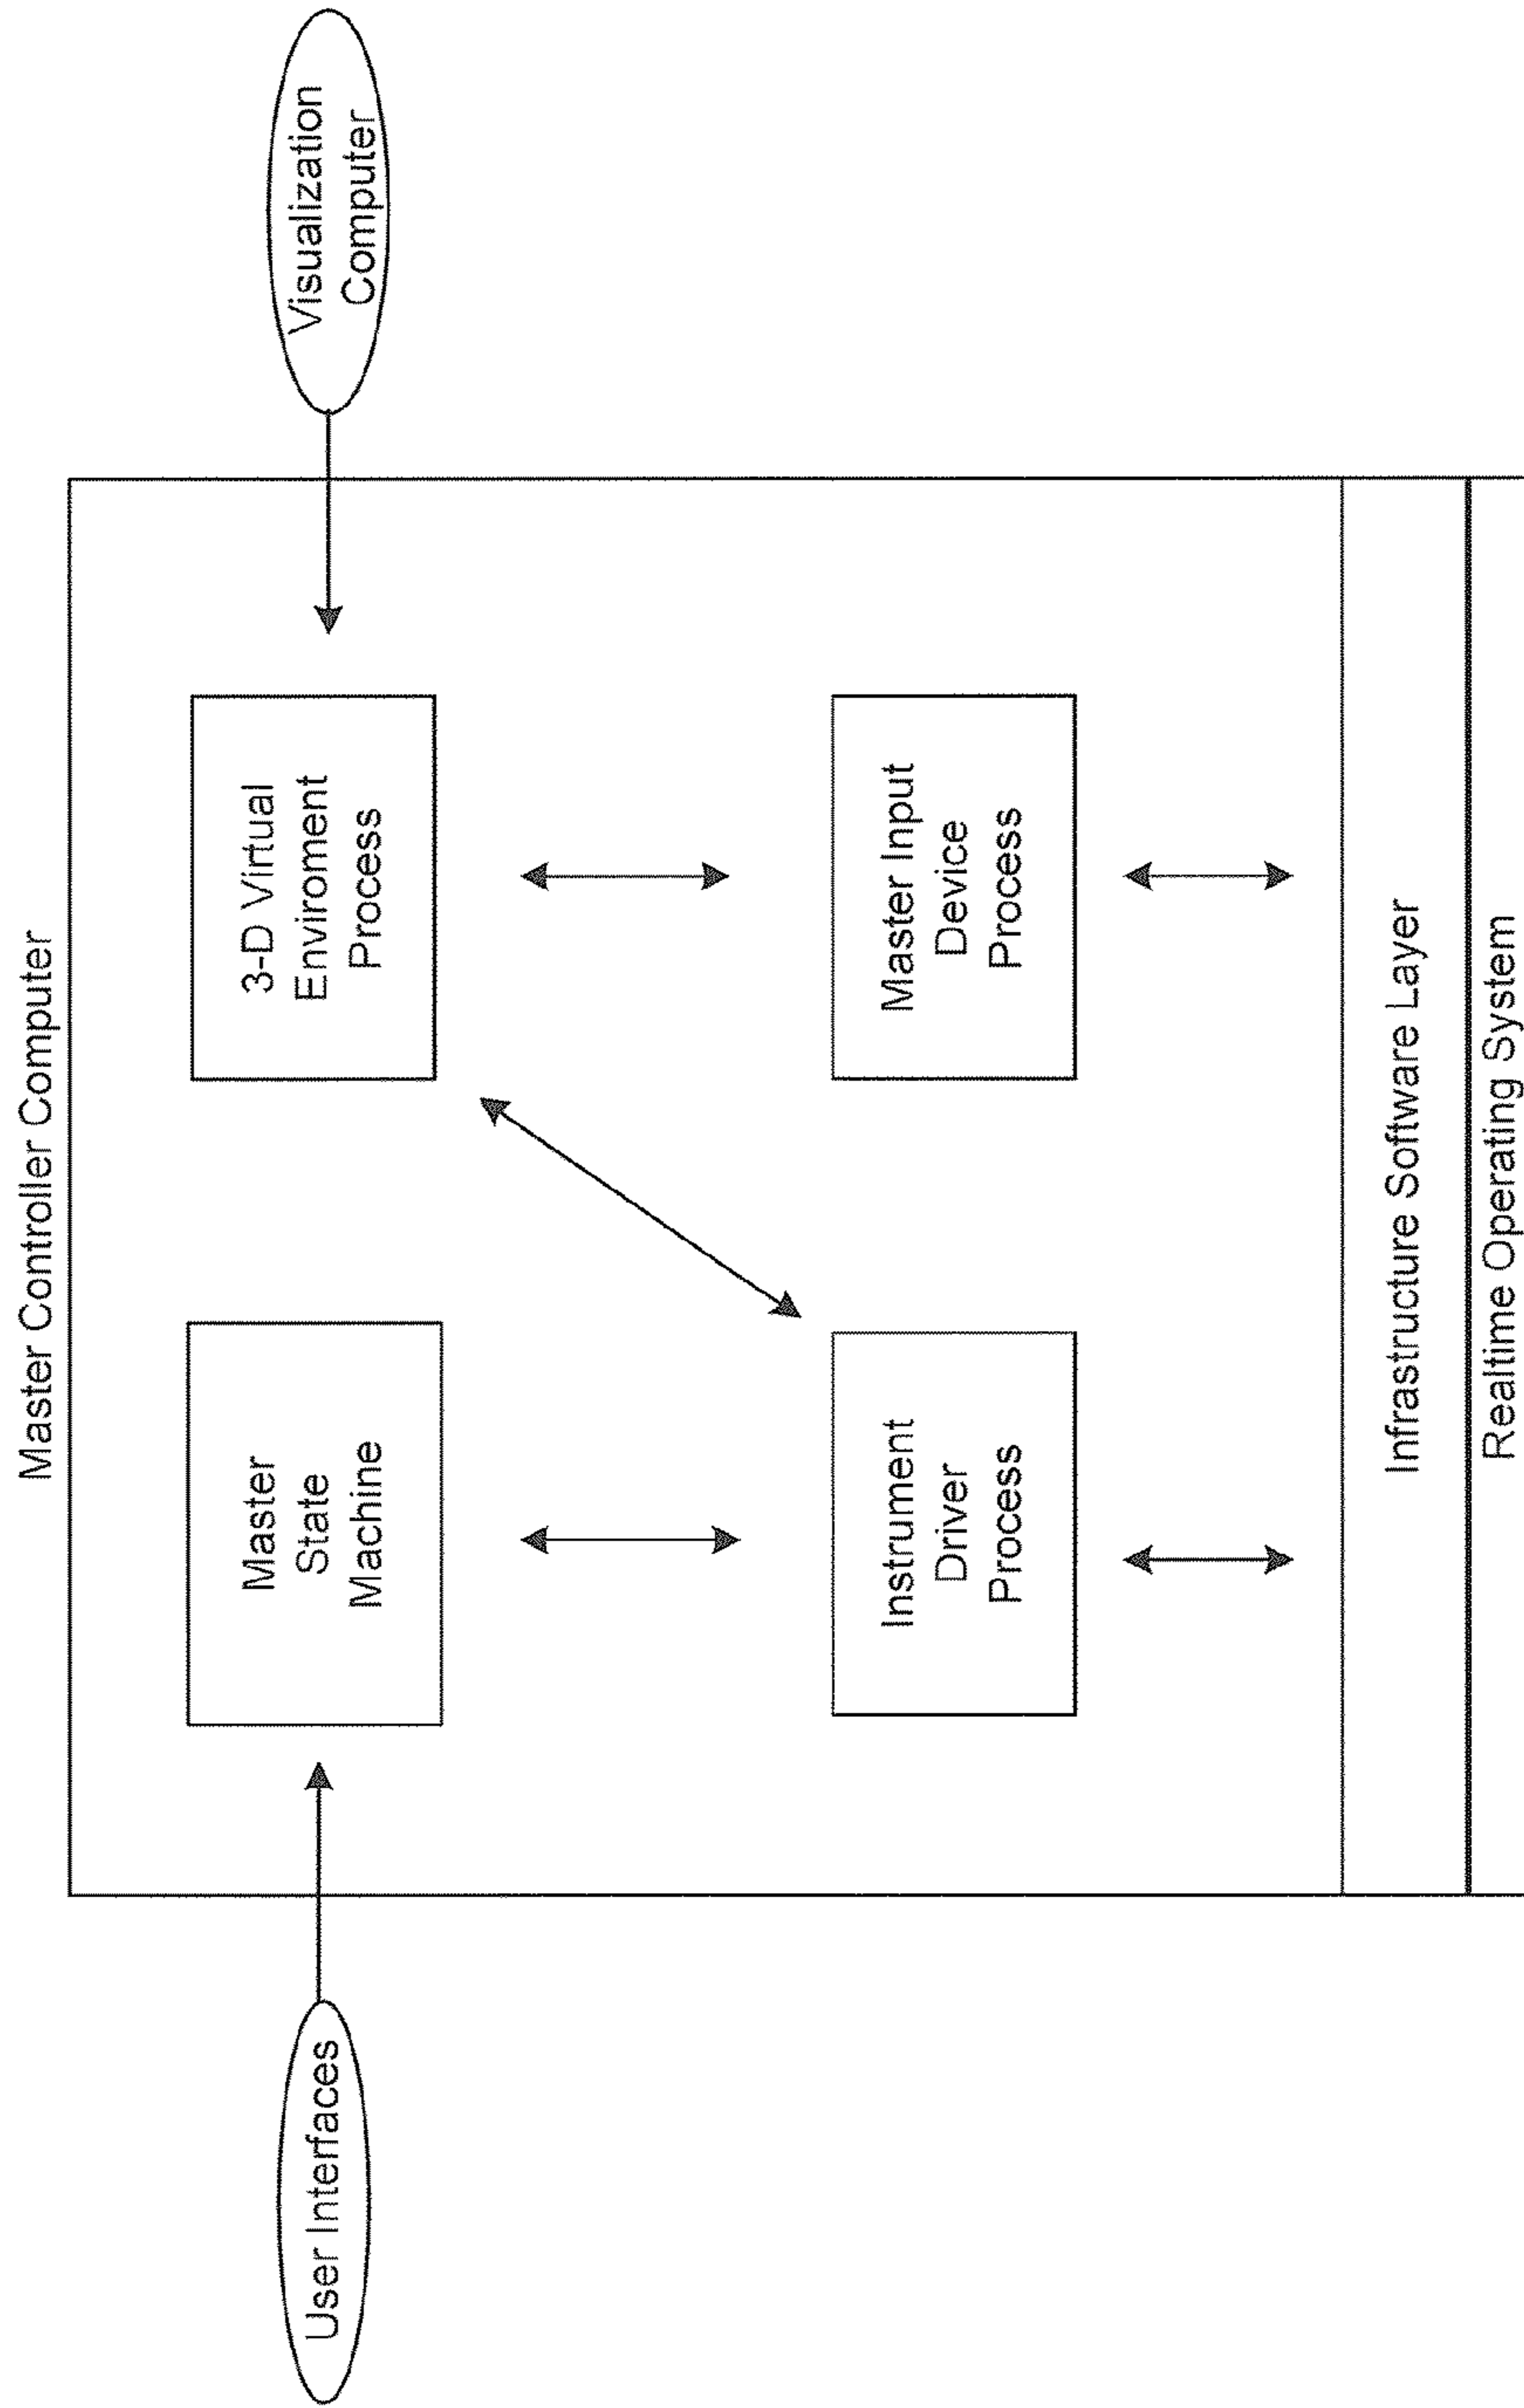 Master Controller Computer
User Interfaces
Master
State
Machine
3-D Virtual
Enviroment
Process
Visualization
Computer
Instrument
Driver
Process
Master Input
Device
Process
Infrastructure Software Layer
Realtime Operating System